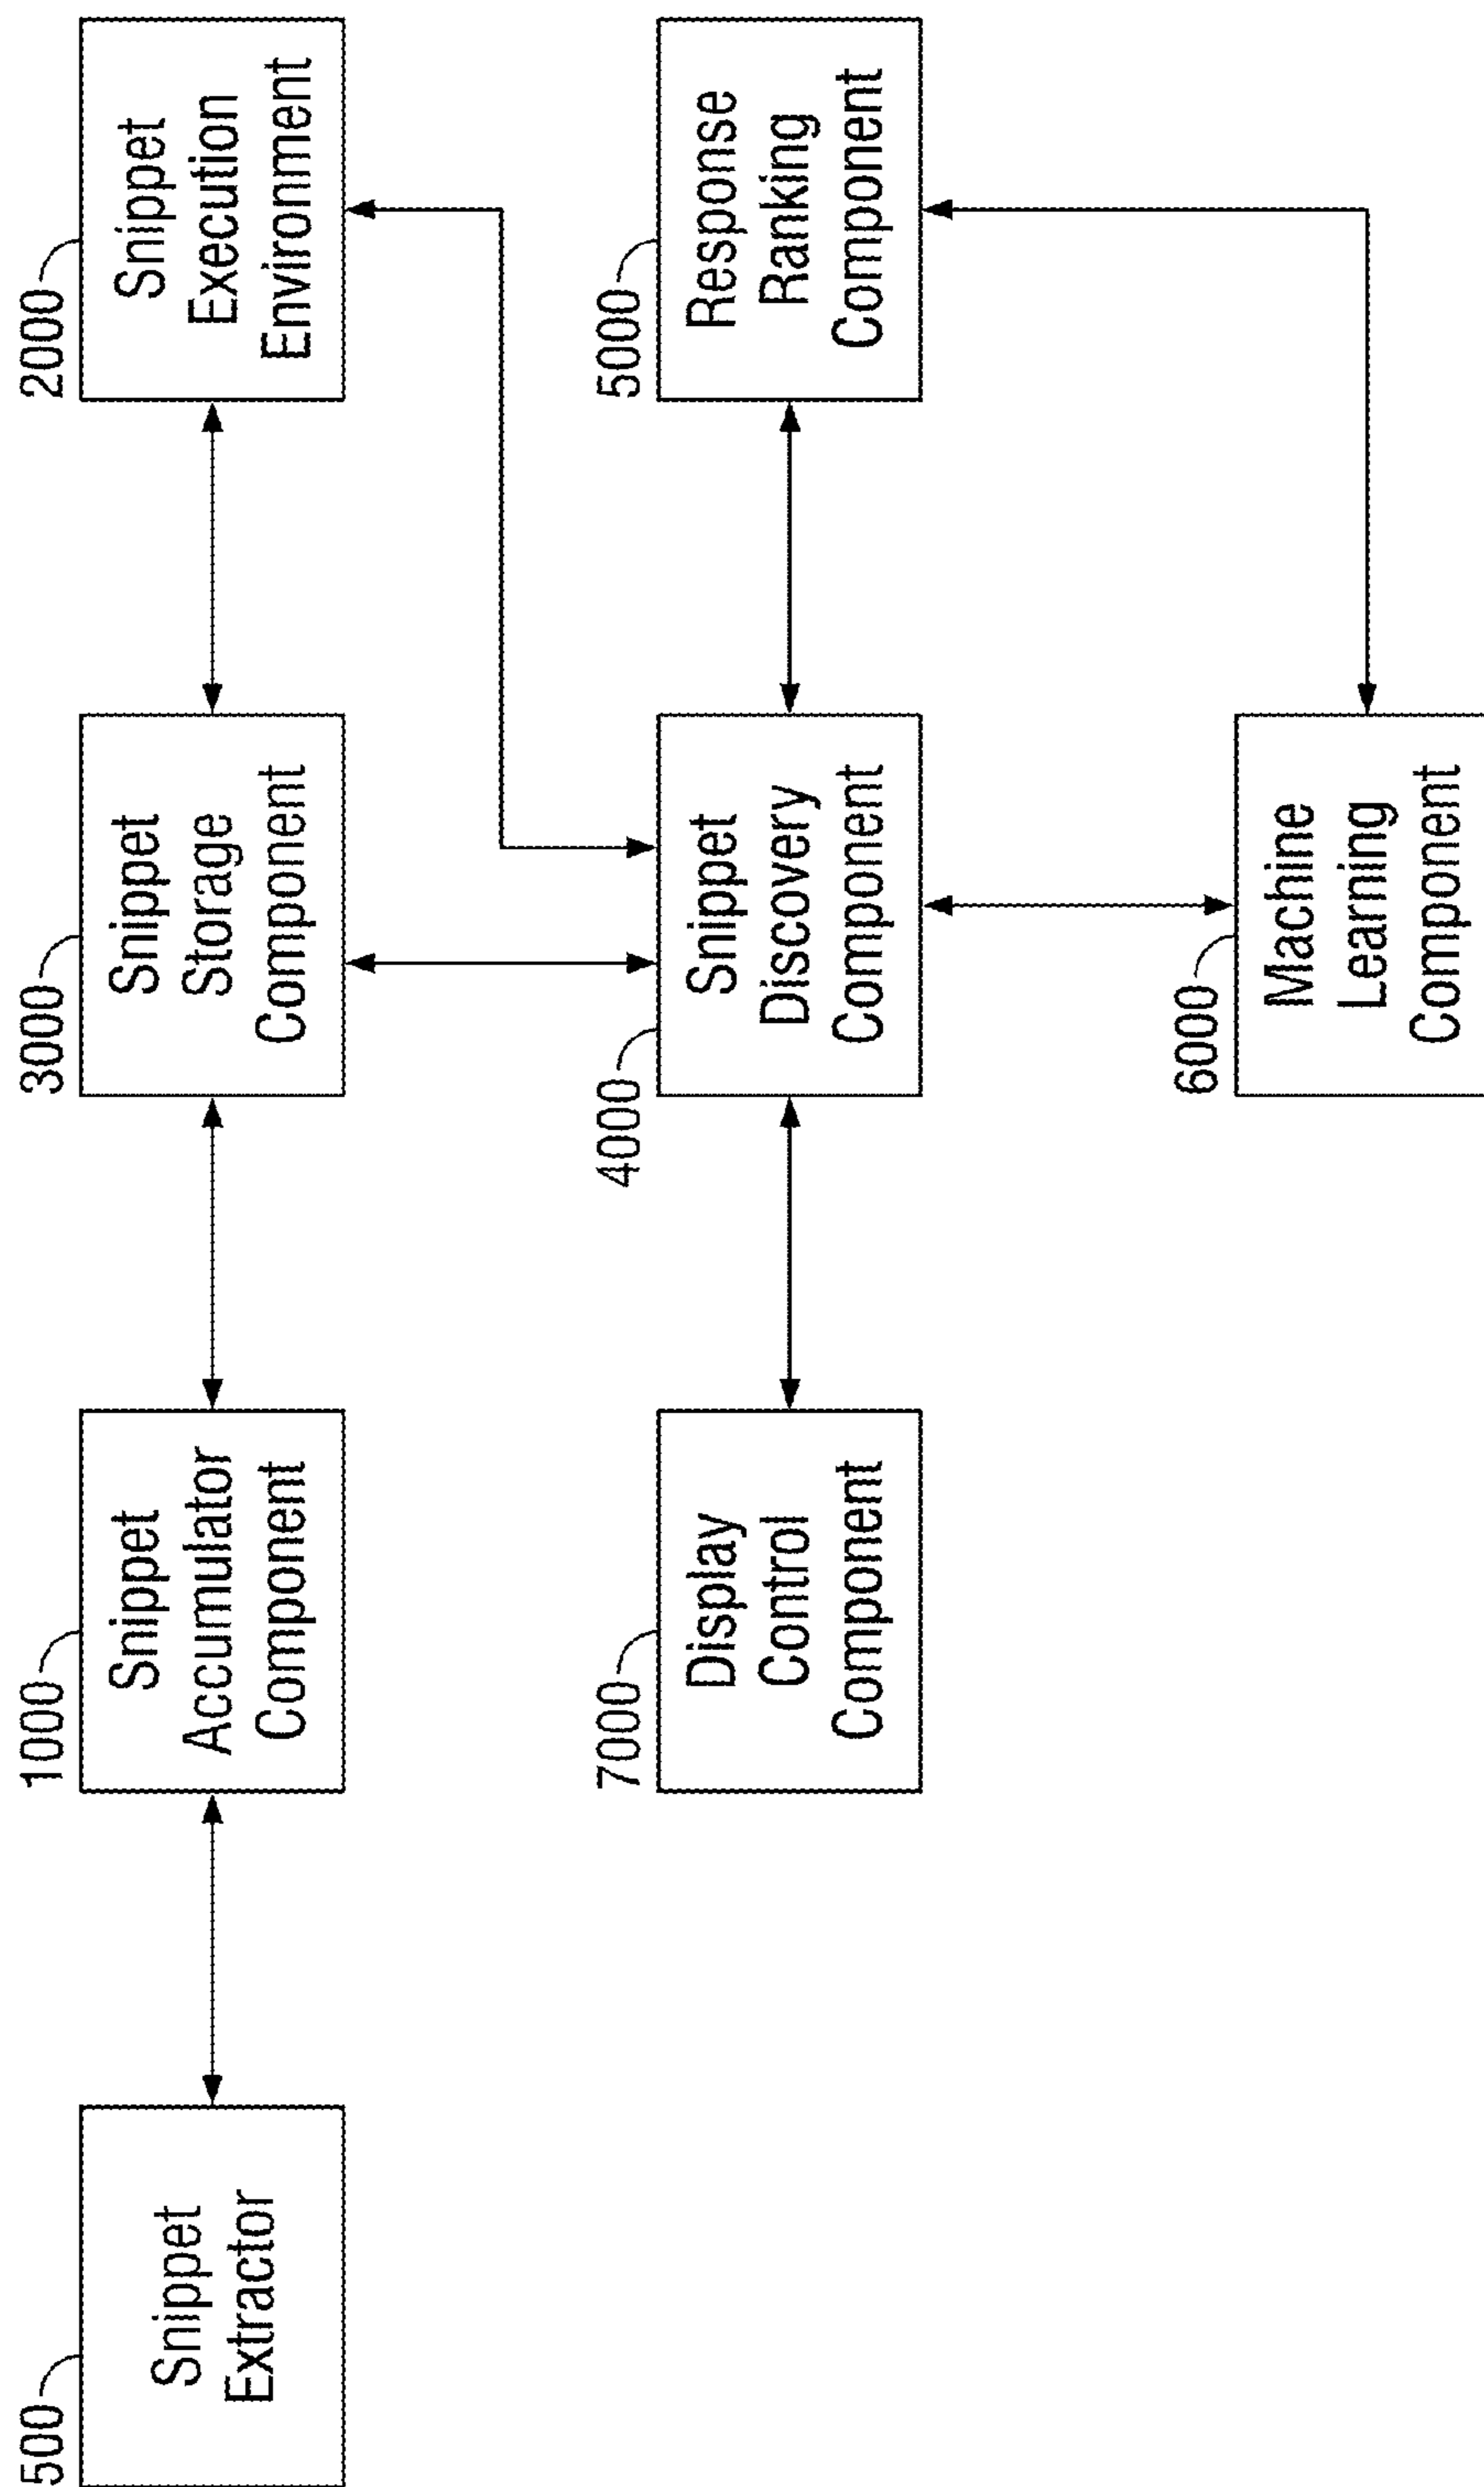 500
Snippet
Extractor
1000
Snippet
Accumulator
Component
3000
Snippet
Storage
Component
2000
Snippet
Execution
Environment
7000
Display
Control
Component
4000
Snippet
Discovery
Component
5000
Response
Ranking
Component
6000
Machine
Learning
Component